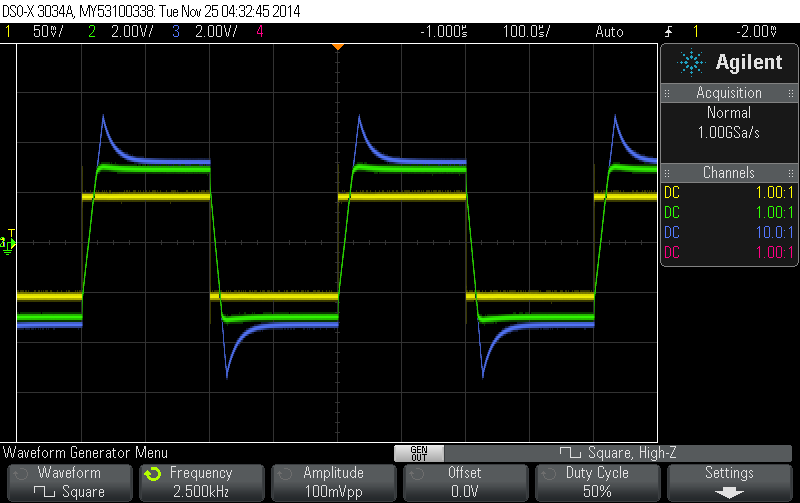 DSO-X 3034A, MY53100338: Tue Nov 25 04:32:45 2014
1 50mV/ 2 2.00V/ 3 2.00V/ 4 -1.000s 100.0s/ Auto 1 -2.00V
Agilent
Acquisition
Normal
1.00GSa/s
Channels
DC 1.00:1
DC 1.00:1
DC 10.0:1
DC 1.00:1
T
Waveform Generator Menu GEN OUT Square, High-Z
Waveform Frequency Amplitude Offset Duty Cycle Settings
Square 2.500kHz 100mVpp 0.0V 50%